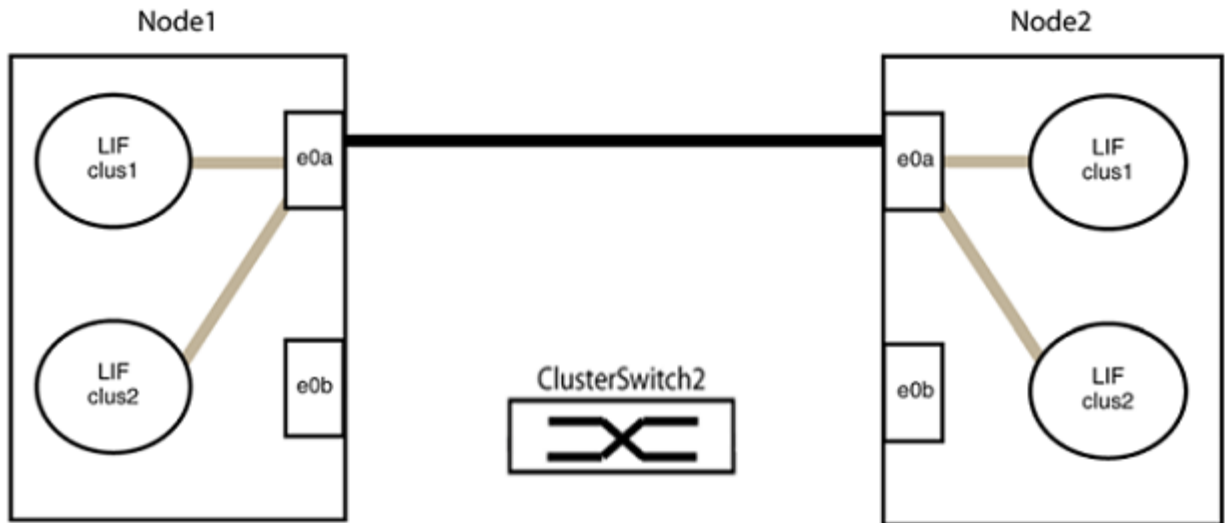 Node1
Node2
LIF
clus1
e0a
e0a
LIF
clus1
LIF
clus2
e0b
ClusterSwitch2
e0b
LIF
clus2